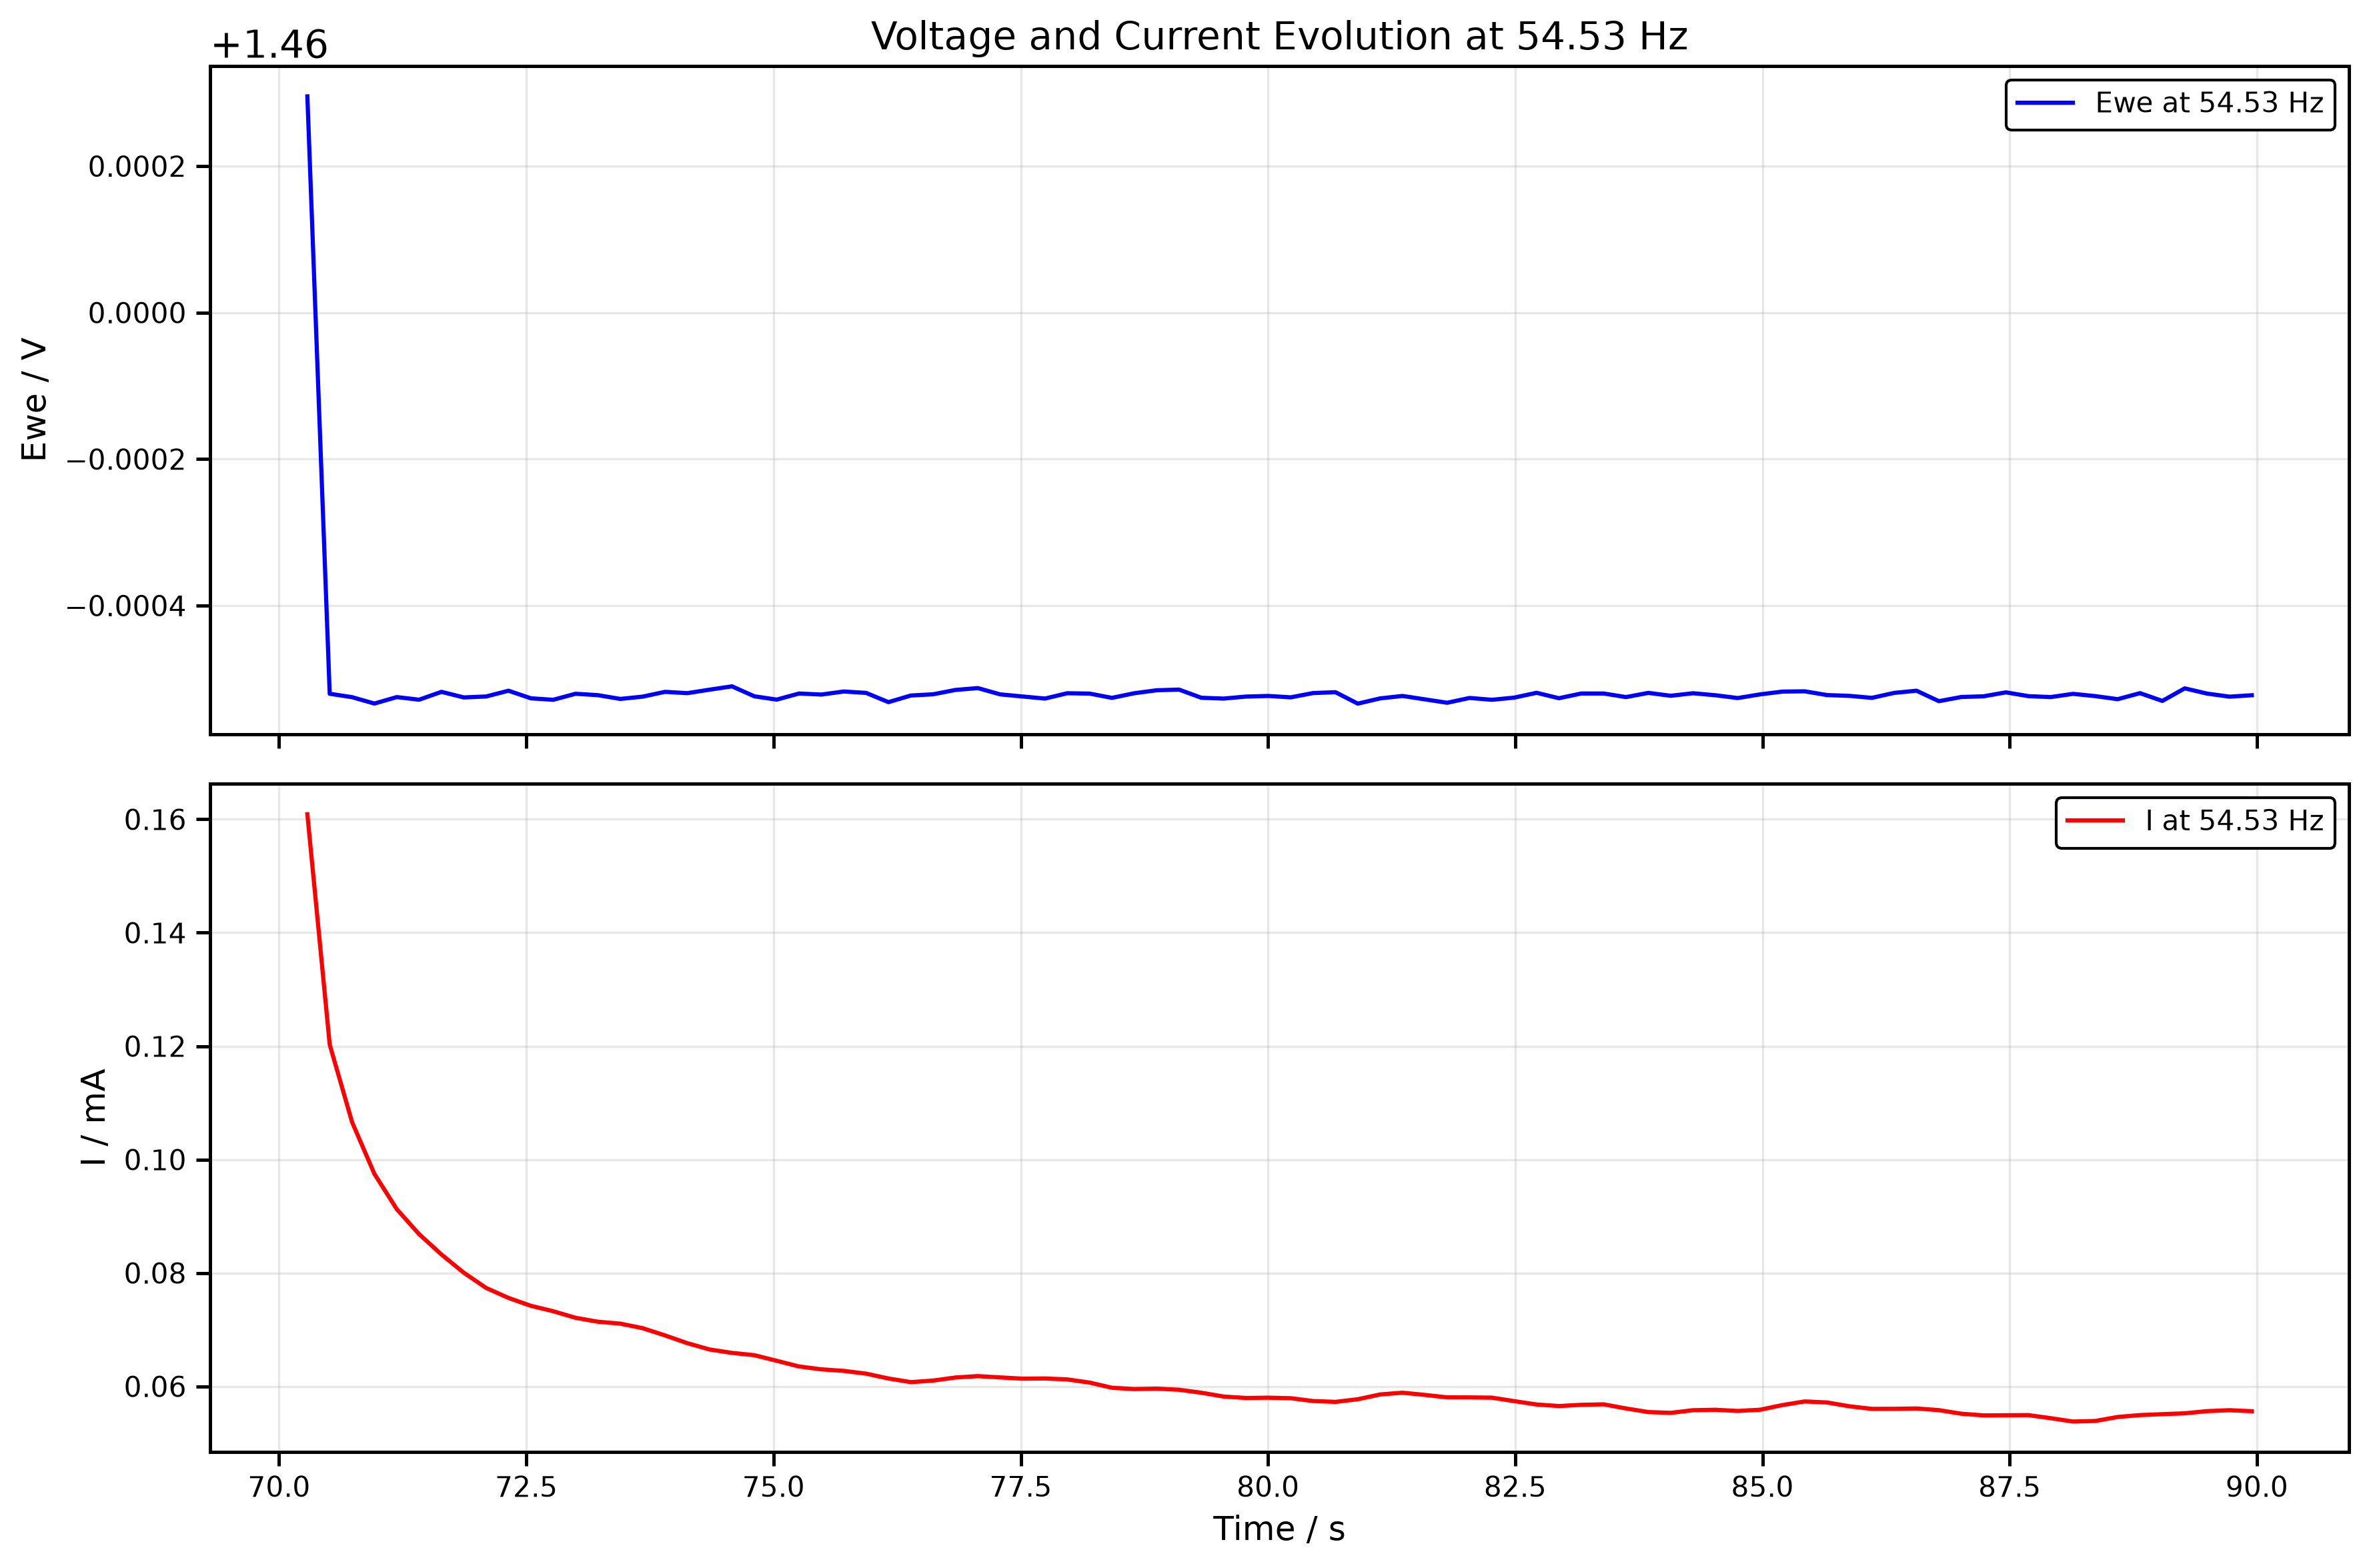 Voltage and Current Evolution at 54.53 Hz
+1.46
Ewe at 54.53 Hz
0.0002
0.0000
−0.0002
−0.0004
Ewe / V
I at 54.53 Hz
0.16
0.14
0.12
0.10
0.08
0.06
I / mA
70.0 72.5 75.0 77.5 80.0 82.5 85.0 87.5 90.0
Time / s